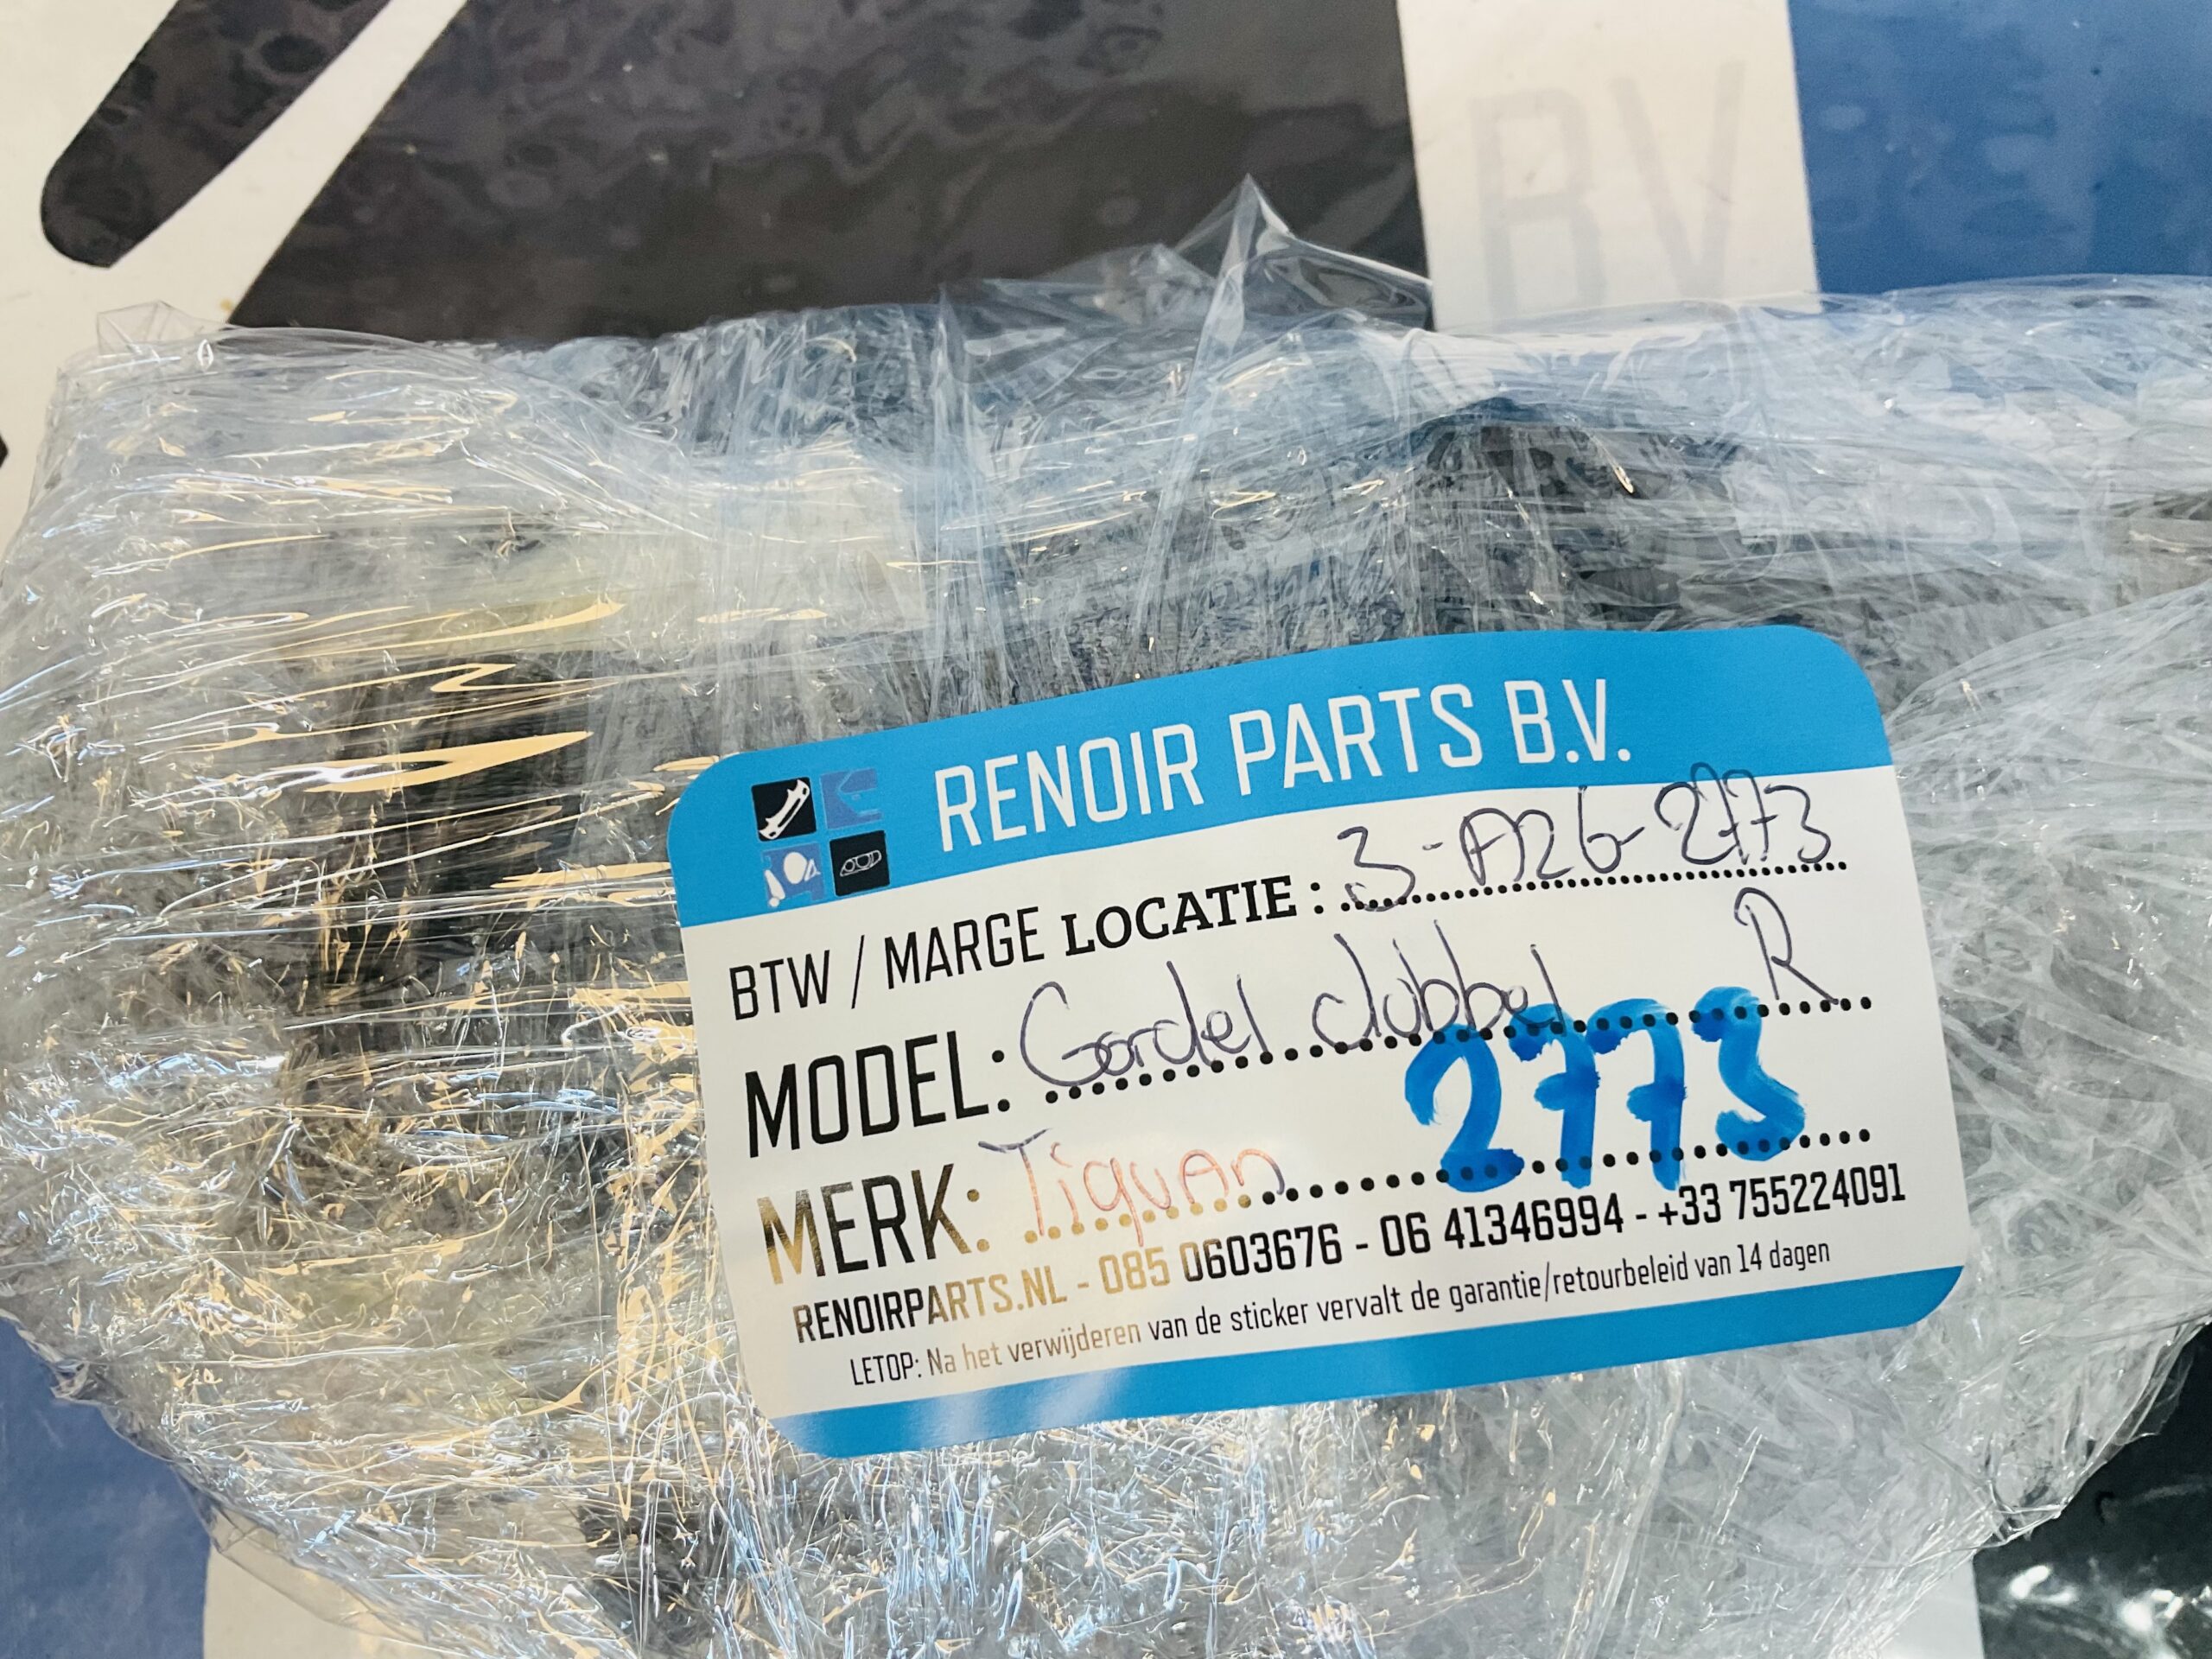 BV
RENOIR PARTS B.V.
BTW / MARGE LOCATIE : 3-A26-2773
MODEL: Gordel dubbel R
2773
MERK: Tiguan
RENOIRPARTS.NL - 085 0603676 - 06 41346994 - +33 755224091
LETOP: Na het verwijderen van de sticker vervalt de garantie/retourbeleid van 14 dagen